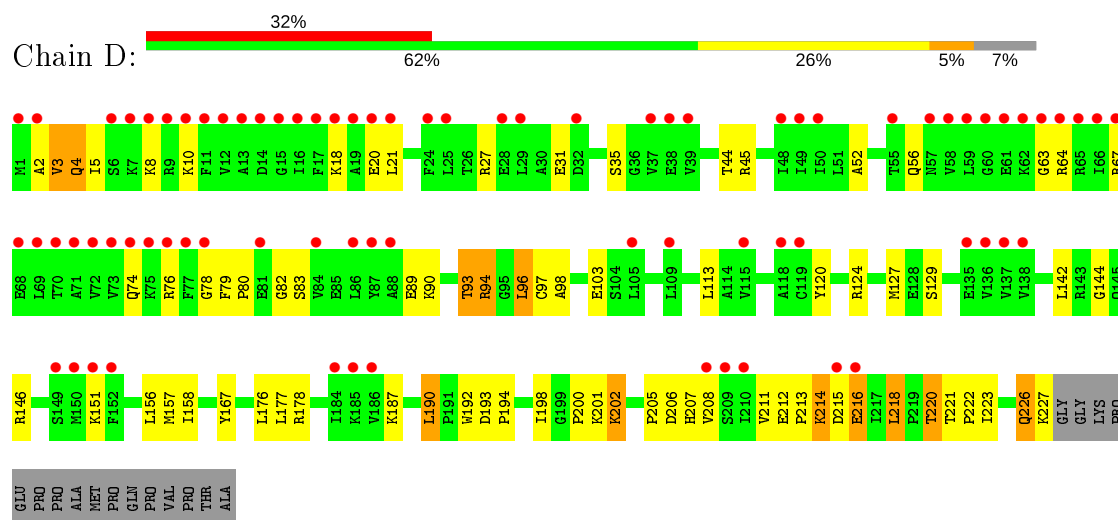 32%
Chain D:
62% 26% 5% 7%
M1 A2 V3 Q4 I5 S6 K7 K8 R9 K10 F11 V12 A13 D14 G15 I16 F17 K18 A19 E20 L21 F24 L25 T26 R27 E28 L29 A30 E31 D32 S35 G36 V37 E38 V39 T44 R45 I48 I49 I50 L51 A52 T55 Q56 N57 V58 L59 G60 E61 K62 G63 R64 R65 I66 R67
E68 L69 T70 A71 V72 V73 Q74 K75 R76 F77 G78 F79 P80 E81 G82 S83 V84 E85 L86 Y87 A88 E89 K90 T93 R94 G95 L96 C97 A98 E103 S104 L105 L109 L113 A114 V115 A118 C119 Y120 R124 M127 E128 S129 E135 V136 V137 V138 L142 R143 G144 Q145
R146 S149 M150 K151 F152 L156 M157 I158 Y167 L176 L177 R178 I184 K185 V186 K187 L190 P191 W192 D193 P194 I198 G199 P200 K201 K202 P205 D206 H207 V208 S209 I210 V211 E212 P213 K214 D215 E216 I217 L218 P219 T220 T221 P222 I223 Q226 K227 GLY GLY LYS PRO
GLU PRO PRO ALA MET PRO GLN PRO VAL PRO THR ALA